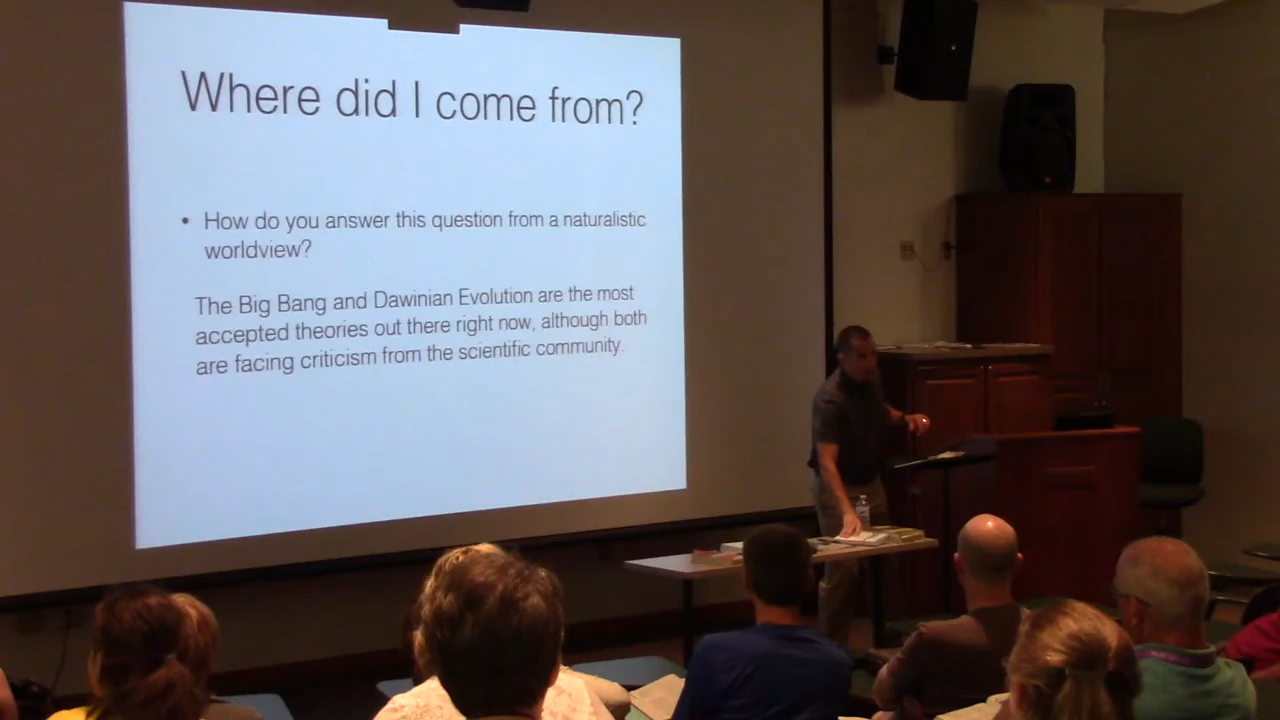 Where did I come from?
• How do you answer this question from a naturalistic
worldview?
The Big Bang and Dawinian Evolution are the most
accepted theories out there right now, although both
are facing criticism from the scientific community.